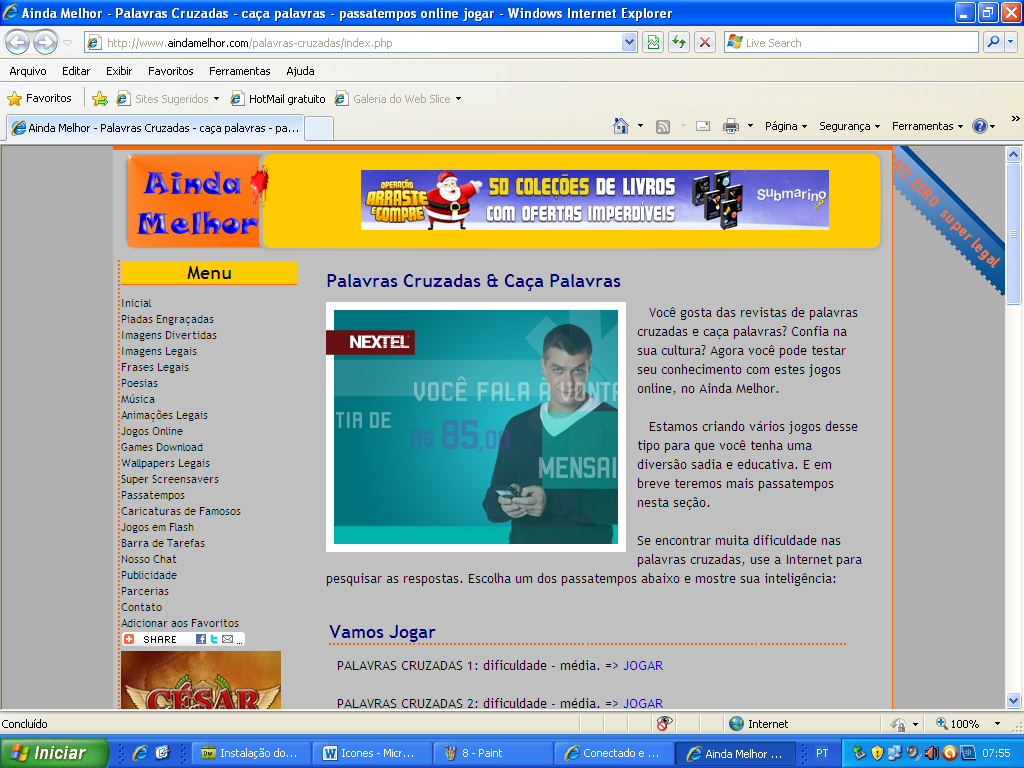 Ainda Melhor - Palavras Cruzadas - caça palavras - passatempos online jogar - Windows Internet Explorer
http://www.aindamelhor.com/palavras-cruzadas/index.php
Live Search
Arquivo Editar Exibir Favoritos Ferramentas Ajuda
Favoritos Sites Sugeridos HotMail gratuito Galeria do Web Slice
Ainda Melhor - Palavras Cruzadas - caça palavras - pa...
Página Segurança Ferramentas
Ainda Melhor
OPERAÇÃO ARRASTE E COMPRE
50 COLEÇÕES DE LIVROS
COM OFERTAS IMPERDÍVEIS
Submarino
AIS ZERO super legal
Menu
Inicial
Piadas Engraçadas
Imagens Divertidas
Imagens Legais
Frases Legais
Poesias
Música
Animações Legais
Jogos Online
Games Download
Wallpapers Legais
Super Screensavers
Passatempos
Caricaturas de Famosos
Jogos em Flash
Barra de Tarefas
Nosso Chat
Publicidade
Parcerias
Contato
Adicionar aos Favoritos
SHARE ...
CÉSAR
Palavras Cruzadas & Caça Palavras
NEXTEL
VOCÊ FALA À VONTA
TIR DE
R$ 85,00
MENSAI
Você gosta das revistas de palavras
cruzadas e caça palavras? Confia na
sua cultura? Agora você pode testar
seu conhecimento com estes jogos
online, no Ainda Melhor.
Estamos criando vários jogos desse
tipo para que você tenha uma
diversão sadia e educativa. E em
breve teremos mais passatempos
nesta seção.
Se encontrar muita dificuldade nas
palavras cruzadas, use a Internet para
pesquisar as respostas. Escolha um dos passatempos abaixo e mostre sua inteligência:
Vamos Jogar
PALAVRAS CRUZADAS 1: dificuldade - média. => JOGAR
PALAVRAS CRUZADAS 2: dificuldade - média. => JOGAR
Concluído
Internet
100%
Iniciar
Instalação do...
Icones - Micr...
8 - Paint
Conectado e ...
Ainda Melhor ...
PT
07:55